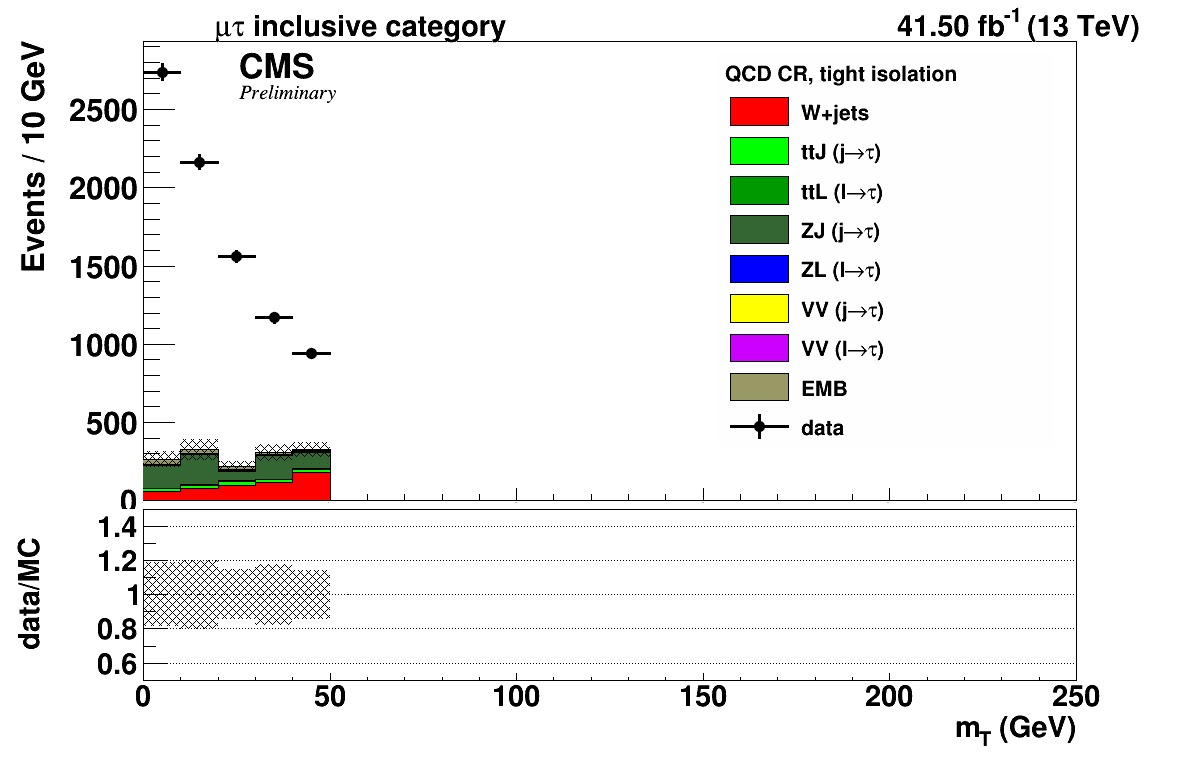 μτ inclusive category
41.50 fb-1 (13 TeV)
CMS
Preliminary
Events / 10 GeV
2500
2000
1500
1000
500
0
QCD CR, tight isolation
W+jets
ttJ (j→τ)
ttL (l→τ)
ZJ (j→τ)
ZL (l→τ)
VV (j→τ)
VV (l→τ)
EMB
data
data/MC
1.4
1.2
1
0.8
0.6
0 50 100 150 200 250
mT (GeV)